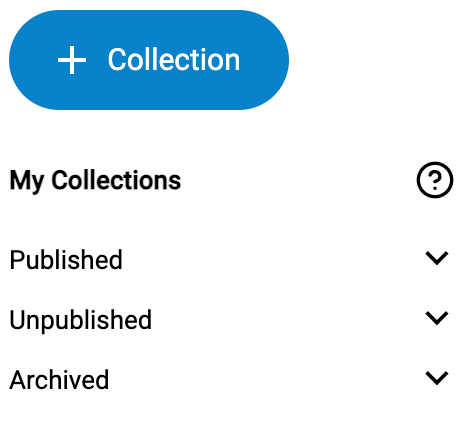 + Collection
My Collections
Published
Unpublished
Archived